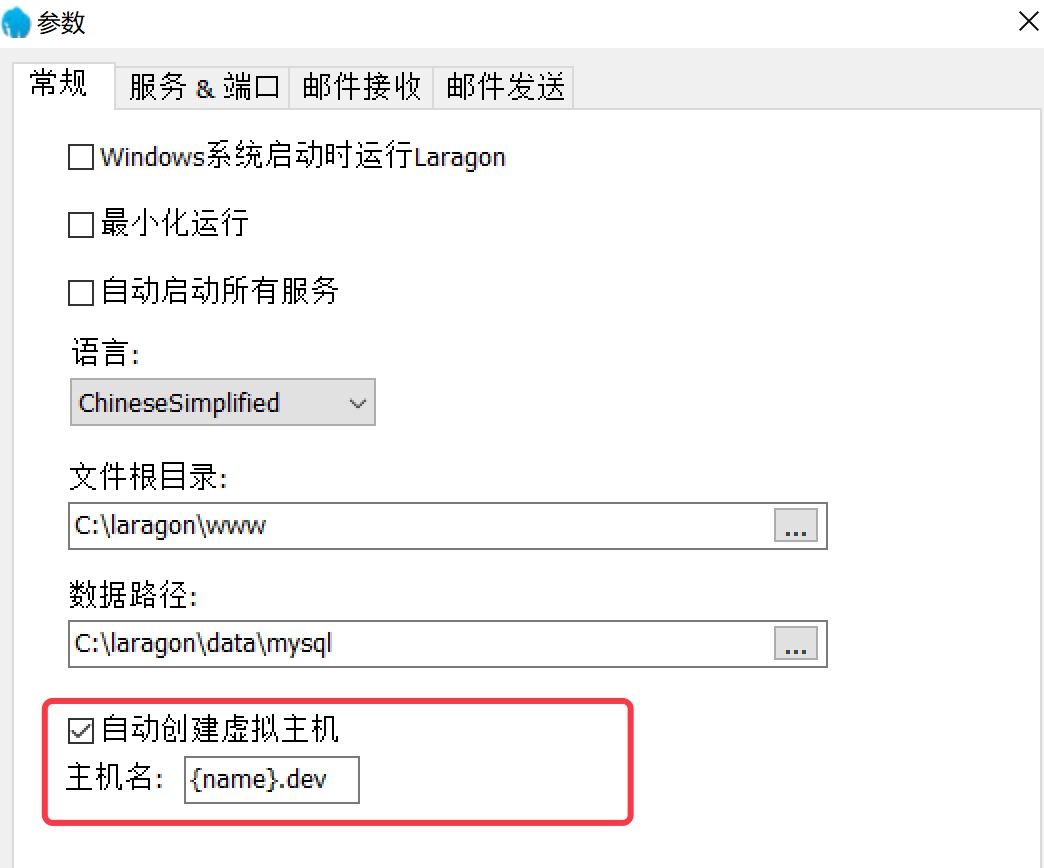 参数
常规 服务 & 端口 邮件接收 邮件发送
Windows系统启动时运行Laragon
最小化运行
自动启动所有服务
语言:
ChineseSimplified
文件根目录:
C:\laragon\www ...
数据路径:
C:\laragon\data\mysql ...
自动创建虚拟主机
主机名: {name}.dev